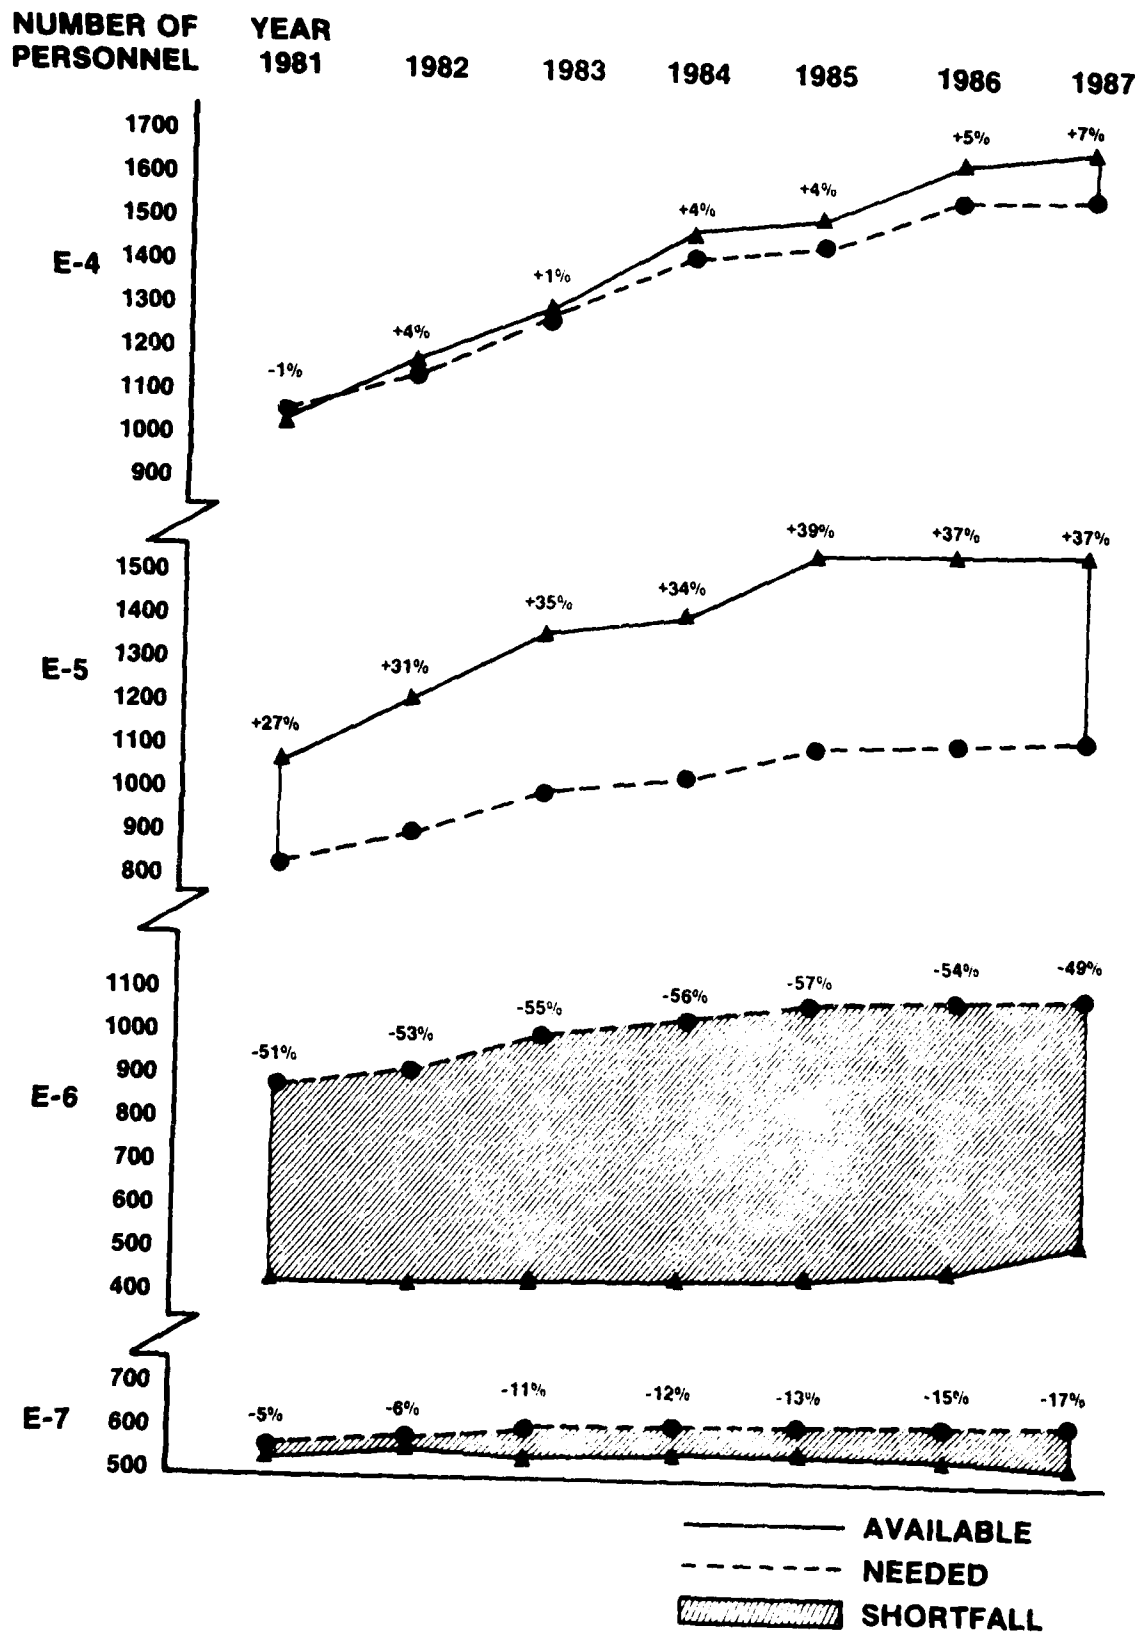 NUMBER OF PERSONNEL
YEAR
1981 1982 1983 1984 1985 1986 1987
E-4
1700
1600
1500
1400
1300
1200
1100
1000
900
-1% +4% +1% +4% +4% +5% +7%
E-5
1500
1400
1300
1200
1100
1000
900
800
+27% +31% +35% +34% +39% +37% +37%
E-6
1100
1000
900
800
700
600
500
400
-51% -53% -55% -56% -57% -54% -49%
E-7
700
600
500
-5% -6% -11% -12% -13% -15% -17%
AVAILABLE
NEEDED
SHORTFALL